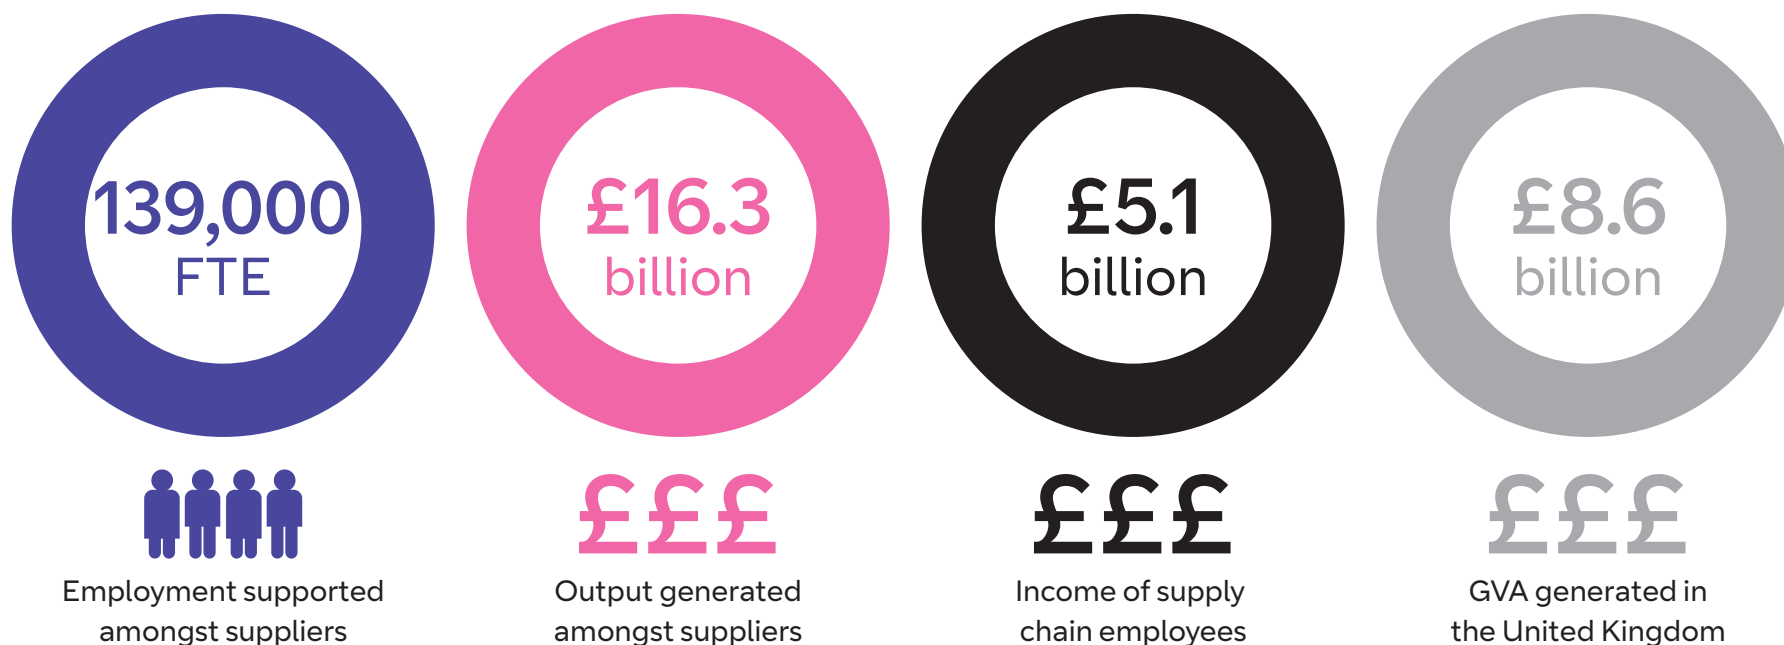 139,000
FTE
£16.3
billion
£5.1
billion
£8.6
billion
£££
£££
£££
Employment supported
amongst suppliers
Output generated
amongst suppliers
Income of supply
chain employees
GVA generated in
the United Kingdom